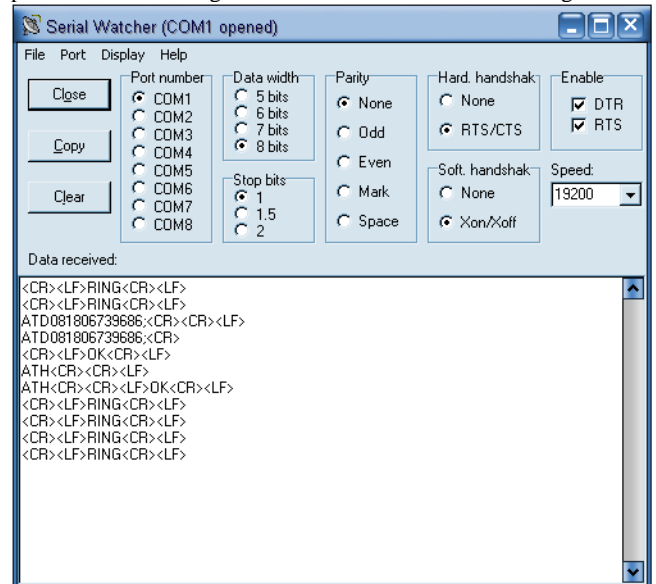 Serial Watcher (COM1 opened)
File Port Display Help
Close
Copy
Clear
Port number
COM1
COM2
COM3
COM4
COM5
COM6
COM7
COM8
Data width
5 bits
6 bits
7 bits
8 bits
Stop bits
1
1.5
2
Parity
None
Odd
Even
Mark
Space
Hard. handshak
None
RTS/CTS
Soft. handshak
None
Xon/Xoff
Enable
DTR
RTS
Speed:
19200
Data received:
<CR><LF>RING<CR><LF>
<CR><LF>RING<CR><LF>
ATD081806739686;<CR><CR><LF>
ATD081806739686;<CR>
<CR><LF>OK<CR><LF>
ATH<CR><CR><LF>
ATH<CR><CR><LF>OK<CR><LF>
<CR><LF>RING<CR><LF>
<CR><LF>RING<CR><LF>
<CR><LF>RING<CR><LF>
<CR><LF>RING<CR><LF>